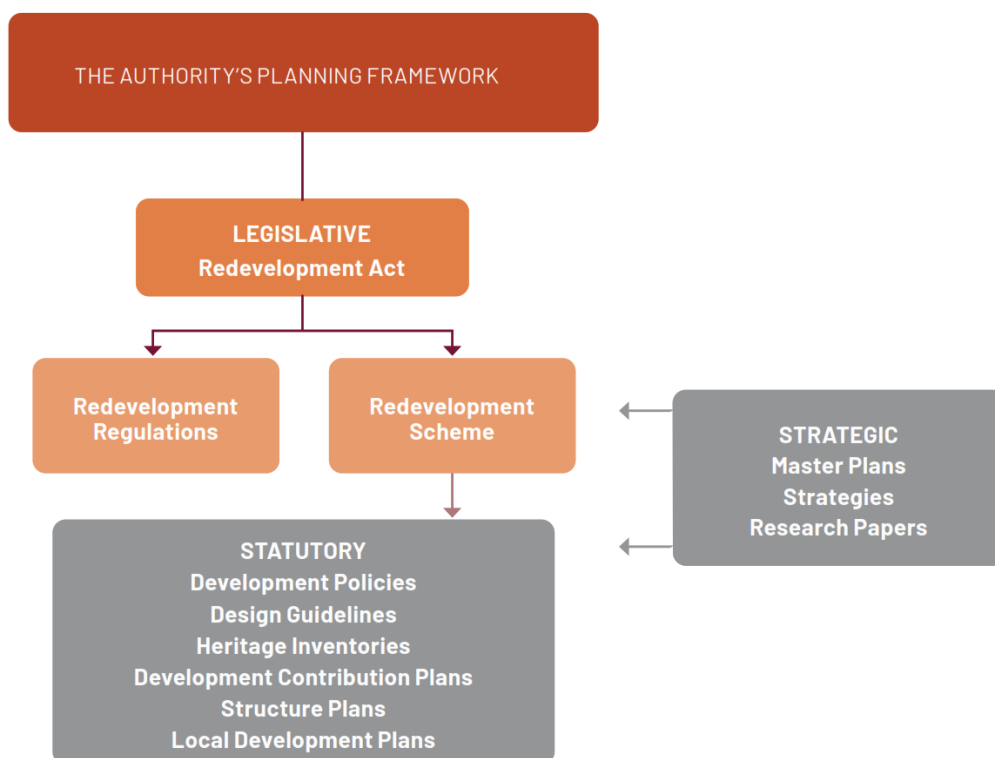 THE AUTHORITY'S PLANNING FRAMEWORK
LEGISLATIVE
Redevelopment Act
Redevelopment
Regulations
Redevelopment
Scheme
STRATEGIC
Master Plans
Strategies
Research Papers
STATUTORY
Development Policies
Design Guidelines
Heritage Inventories
Development Contribution Plans
Structure Plans
Local Development Plans